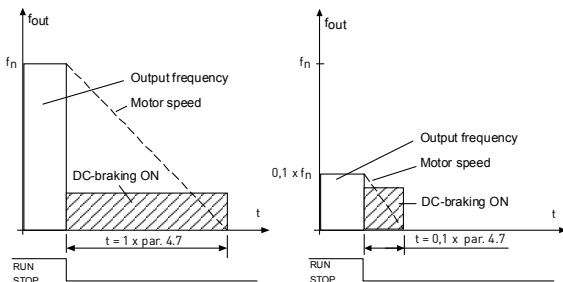 fout
fn
Output frequency
Motor speed
DC-braking ON
t
t = 1 x par. 4.7
RUN
STOP
fout
fn
Output frequency
0,1 x fn
Motor speed
DC-braking ON
t
t = 0,1 x par. 4.7
RUN
STOP